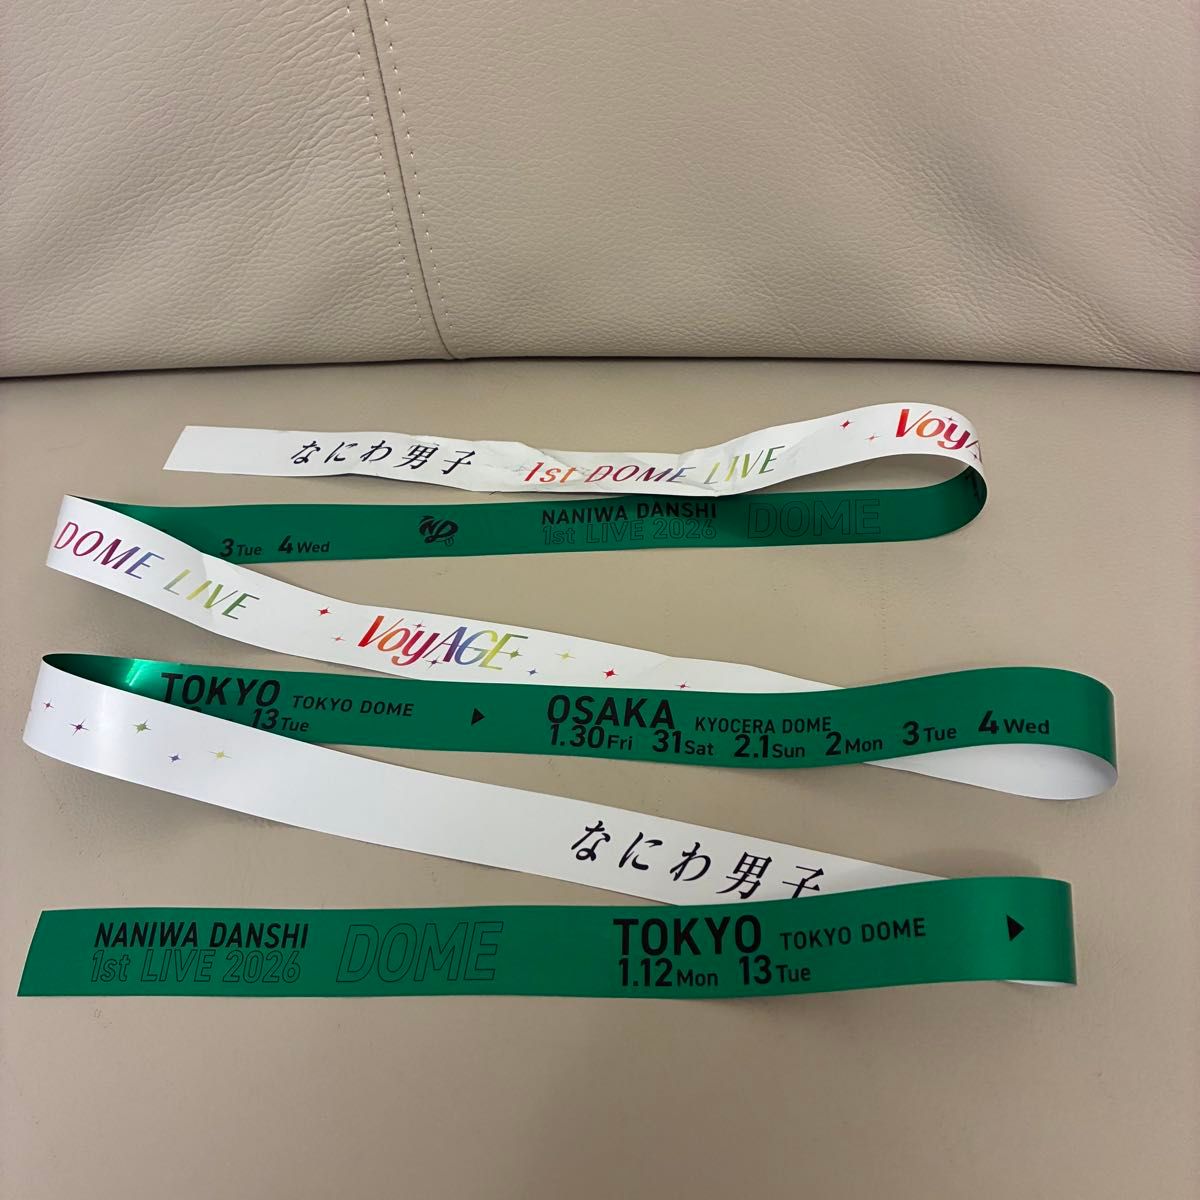 なにわ男子 1st DOME LIVE VoyA
3 Tue 4 Wed ND NANIWA DANSHI DOME
1st LIVE 2026
DOME LIVE VoyAGE
TOKYO TOKYO DOME ▶ OSAKA KYOCERA DOME
13 Tue 1.30 Fri 31 Sat 2.1 Sun 2 Mon 3 Tue 4 Wed
なにわ男子
NANIWA DANSHI DOME TOKYO TOKYO DOME ▶
1st LIVE 2026 1.12 Mon 13 Tue